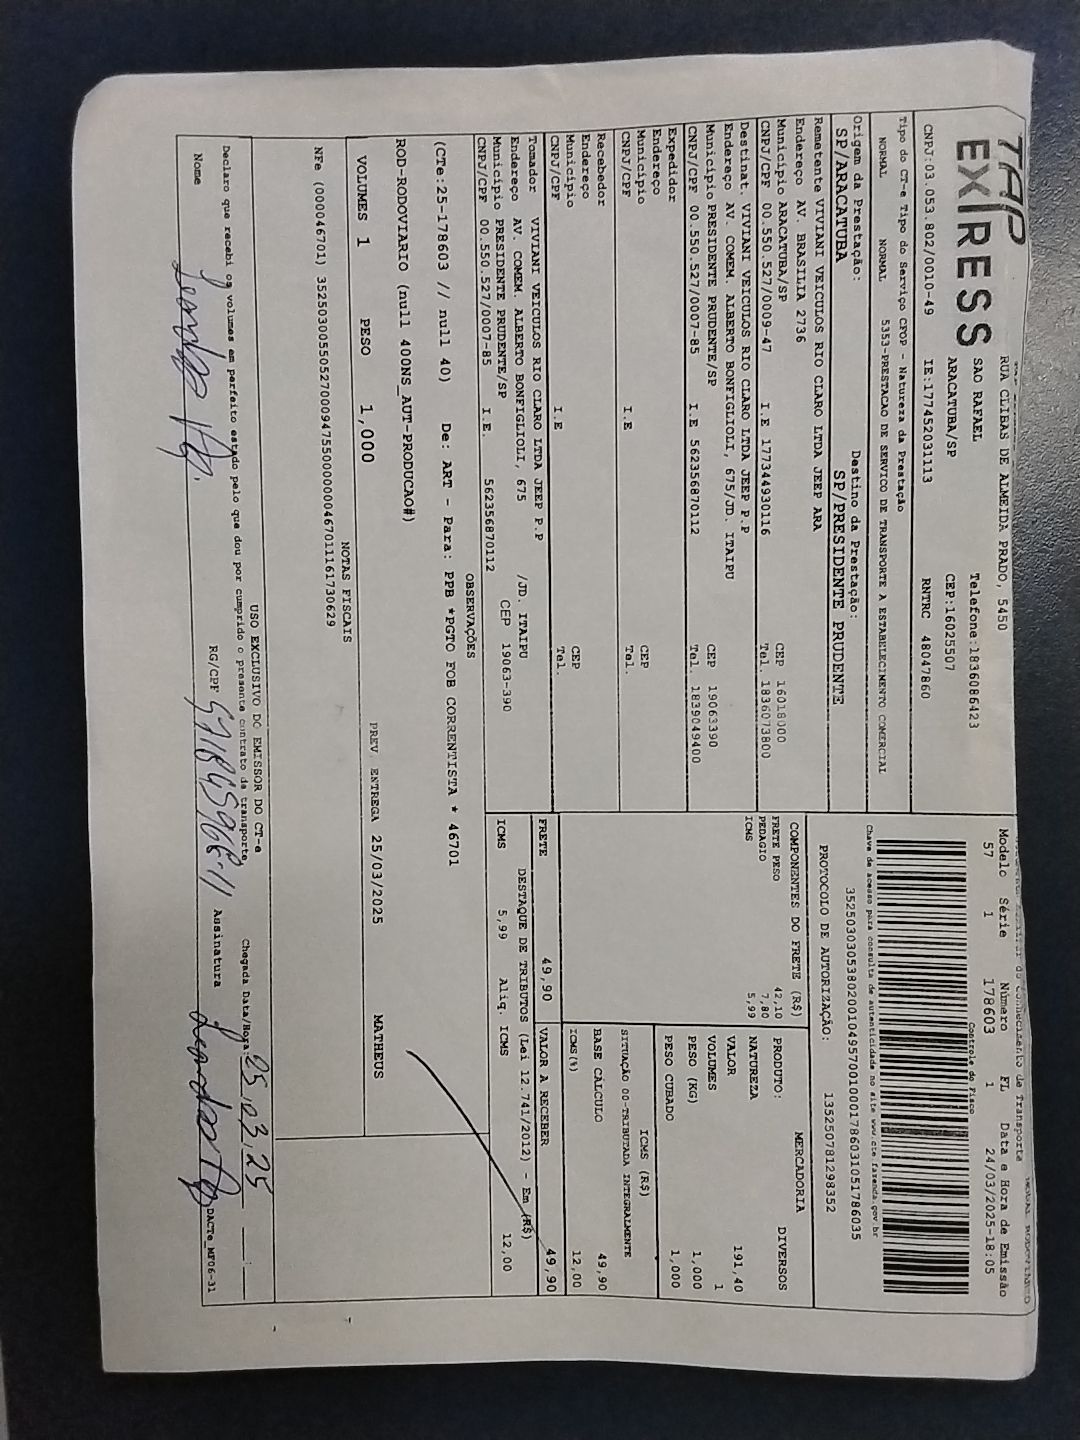 TAP
EX/RESS
RUA CLIBAS DE ALMEIDA PRADO, 5450
SAO RAFAEL Telefone:1836086423
ARACATUBA/SP CEP:16025507
CNPJ:03.053.802/0010-49 IE:177452031113 RNTRC 48047860
Modelo Série Número FL Data e Hora de Emissão
57 1 178603 1 24/03/2025-18:05
Controle do Fisco
Tipo do CT-e Tipo do Serviço CFOP - Natureza da Prestação
NORMAL NORMAL 5353-PRESTACAO DE SERVICO DE TRANSPORTE A ESTABELECIMENTO COMERCIAL
Chave de acesso para consulta de autenticidade no site www.cte.fazenda.gov.br
Origem da Prestação: Destino da Prestação:
SP/ARACATUBA SP/PRESIDENTE PRUDENTE
PROTOCOLO DE AUTORIZAÇÃO: 135250781298352
Remetente VIVIANI VEICULOS RIO CLARO LTDA JEEP ARA
Endereço AV. BRASILIA 2736
Município ARACATUBA/SP CEP 16018000
CNPJ/CPF 00.550.527/0009-47 I.E 177344930116 Tel. 1836073800
Destinat. VIVIANI VEICULOS RIO CLARO LTDA JEEP P.P
Endereço AV. COMEM. ALBERTO BONFIGLIOLI, 675/JD. ITAIPU
Município PRESIDENTE PRUDENTE/SP CEP 19063390
CNPJ/CPF 00.550.527/0007-85 I.E 562356870112 Tel. 1839049400
Expedidor
Endereço
Município CEP
CNPJ/CPF I.E Tel.
Recebedor
Endereço
Município CEP
CNPJ/CPF I.E Tel.
Tomador VIVIANI VEICULOS RIO CLARO LTDA JEEP P.P
Endereço AV. COMEM. ALBERTO BONFIGLIOLI, 675 /JD. ITAIPU
Município PRESIDENTE PRUDENTE/SP CEP 19063-390
CNPJ/CPF 00.550.527/0007-85 I.E. 562356870112
COMPONENTES DO FRETE (R$)
FRETE PESO 42,10
PEDAGIO 7,80
ICMS 5,99
MERCADORIA
PRODUTO: DIVERSOS
NATUREZA
VALOR 191,40
VOLUMES 1
PESO (KG) 1,000
PESO CUBADO 1,000
ICMS (R$)
SITUAÇÃO 00-TRIBUTADA INTEGRALMENTE
BASE CÁLCULO 49,90
ICMS(%) 12,00
FRETE 49,90 VALOR A RECEBER 49,90
DESTAQUE DE TRIBUTOS (Lei 12.741/2012) - Em (R$)
ICMS 5,99 Aliq. ICMS 12,00
OBSERVAÇÕES
(CTe:25-178603 // null 40) De: ART - Para: PPB *PGTO FOB CORRENTISTA * 46701
ROD-RODOVIARIO (null 400NS_AUT-PRODUCAO#)
VOLUMES 1 PESO 1,000 PREV. ENTREGA 25/03/2025 MATHEUS
NOTAS FISCAIS
USO EXCLUSIVO DO EMISSOR DO CT-e
Declaro que recebi os volumes em perfeito estado pelo que dou por cumprido o presente contrato de transporte Chegada Data/Hora: 25.03.25
Nome RG/CPF Assinatura
DACTe_MF06-31